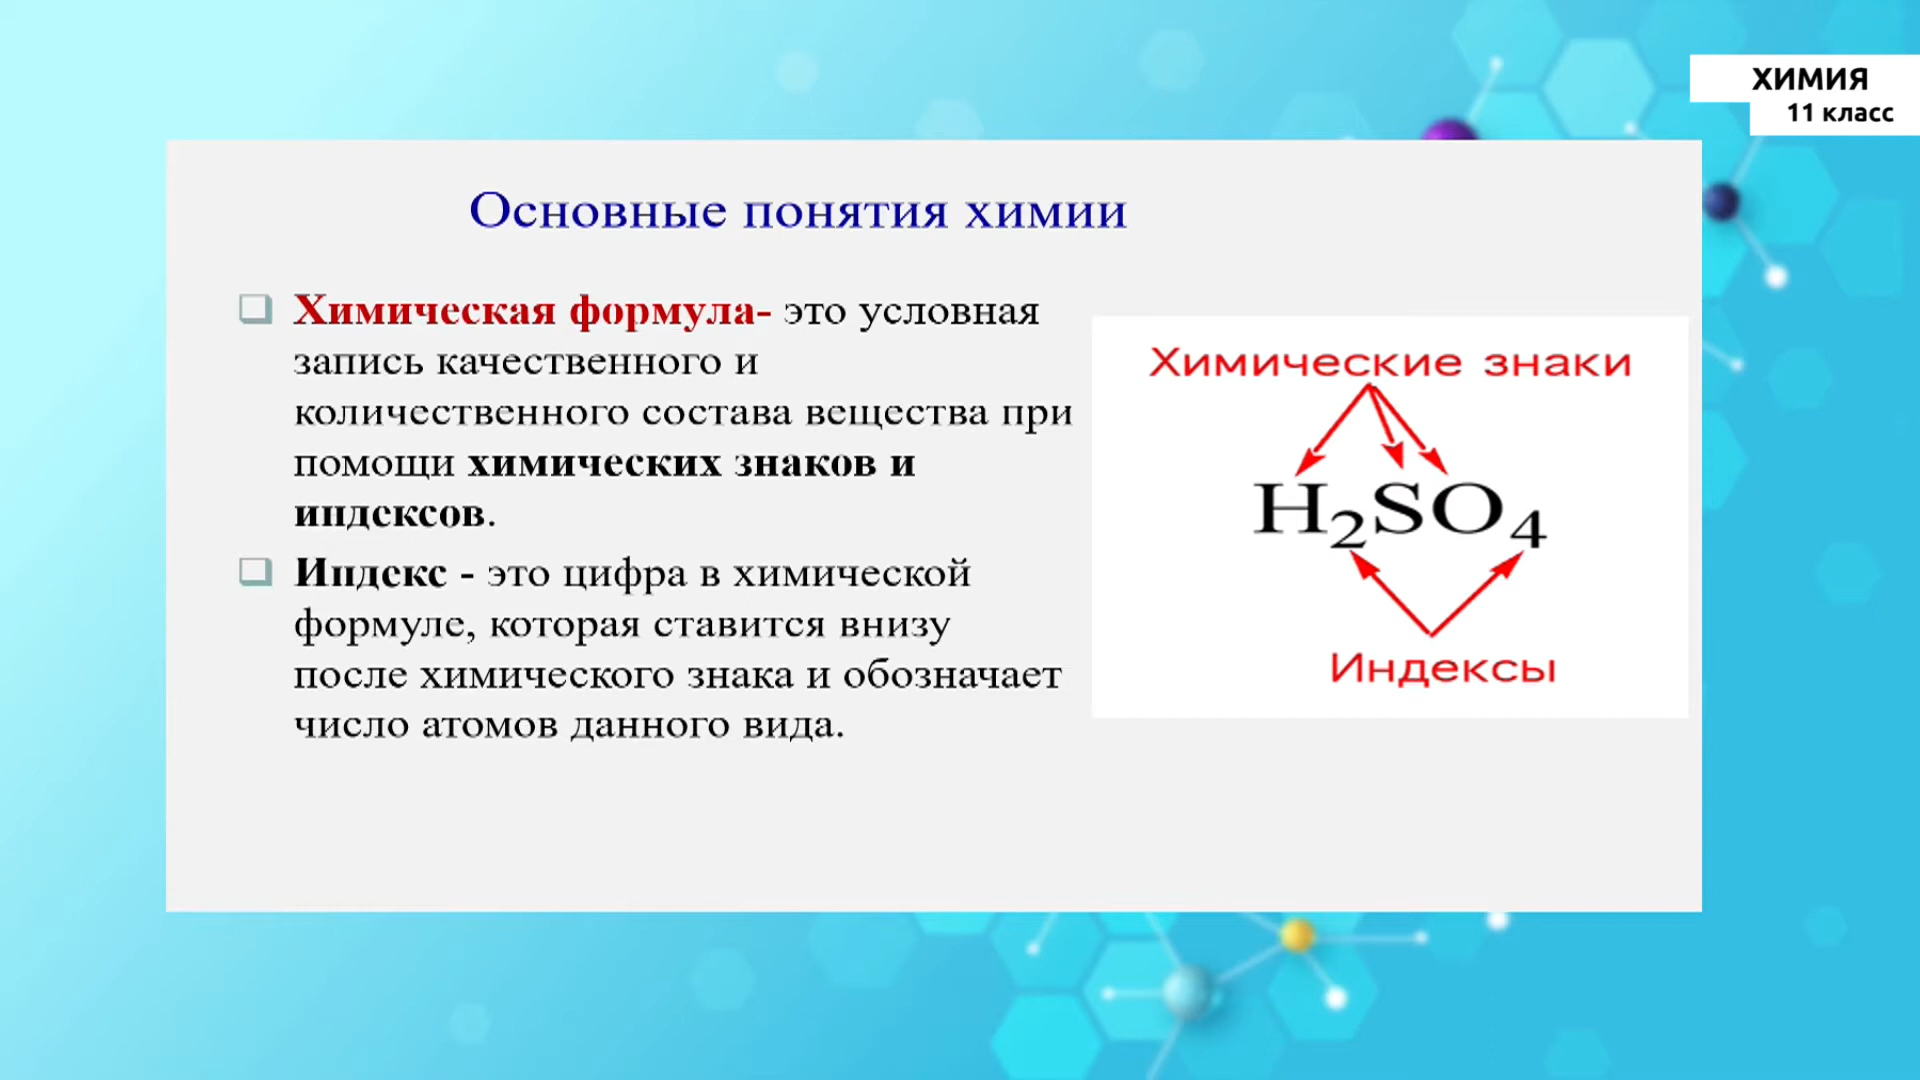 ХИМИЯ
11 класс
Основные понятия химии
Химическая формула- это условная
запись качественного и
количественного состава вещества при
помощи химических знаков и
индексов.
Индекс - это цифра в химической
формуле, которая ставится внизу
после химического знака и обозначает
число атомов данного вида.
Химические знаки
H₂SO₄
Индексы